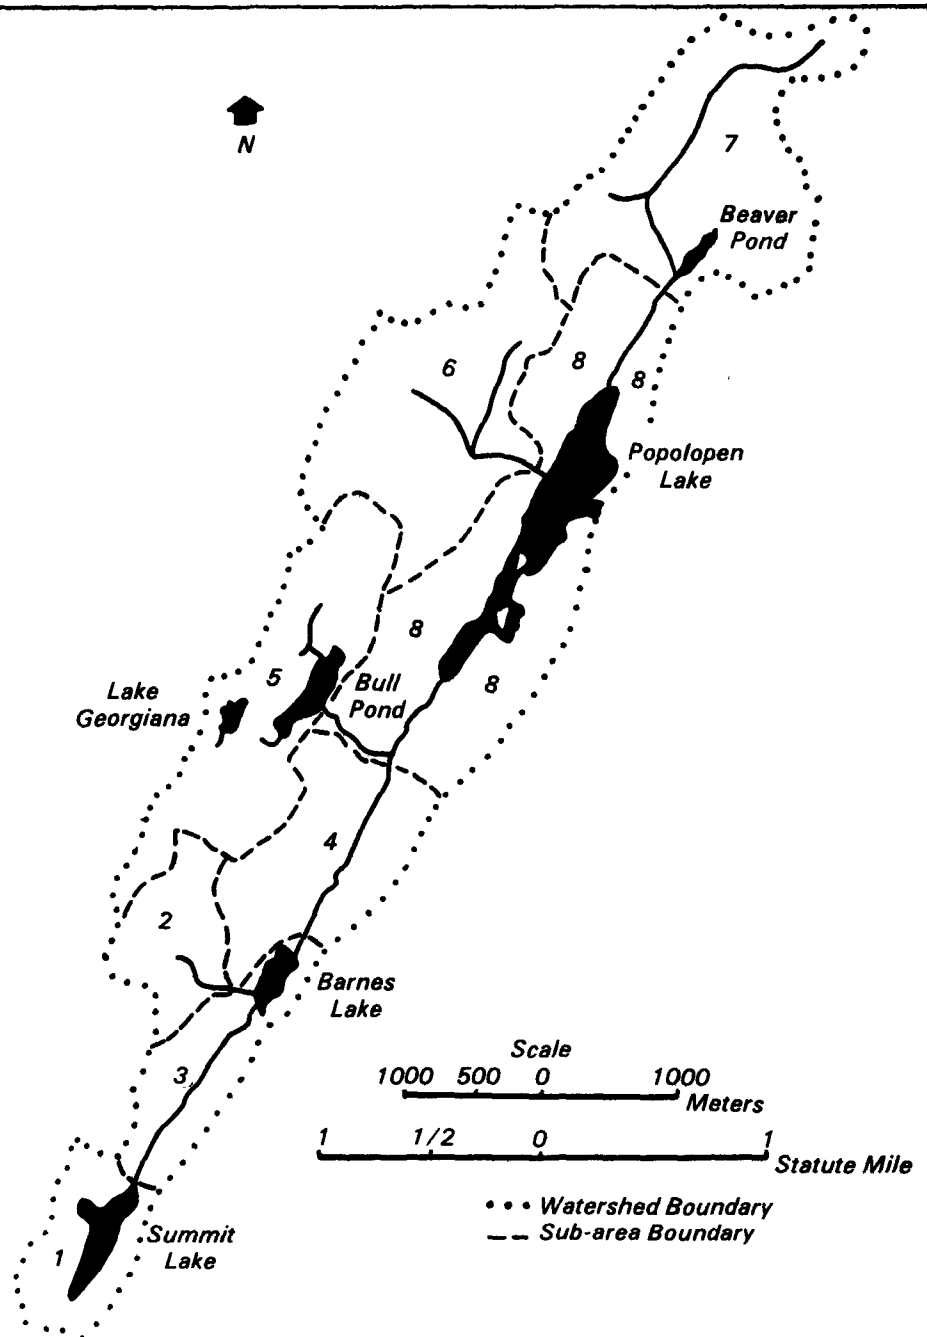 N
7
Beaver
Pond
6
8
8
Popolopen
Lake
8
5
Bull
Pond
8
Lake
Georgiana
4
2
Barnes
Lake
3
Scale
1000 500 0 1000
Meters
1 1/2 0 1
Statute Mile
Watershed Boundary
Sub-area Boundary
Summit
Lake
1